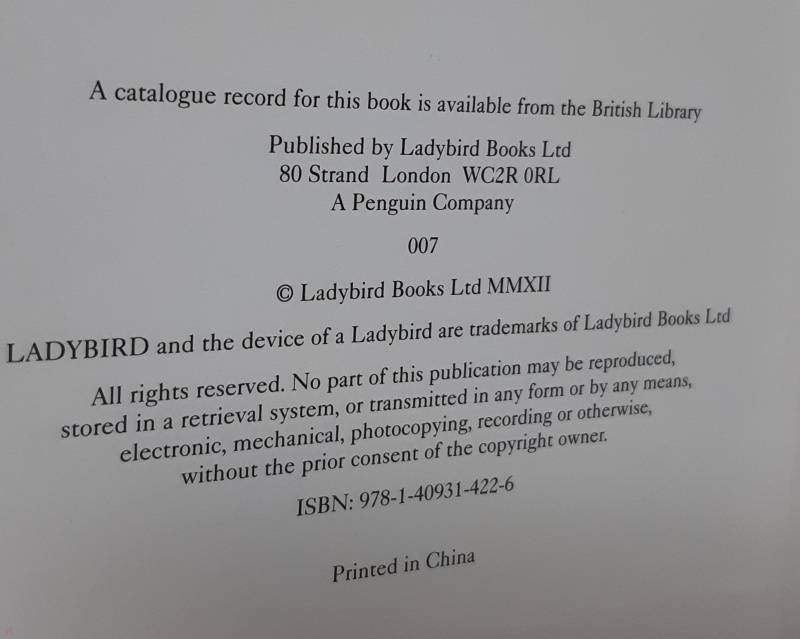 A catalogue record for this book is available from the British Library
Published by Ladybird Books Ltd
80 Strand London WC2R 0RL
A Penguin Company
007
© Ladybird Books Ltd MMXII
LADYBIRD and the device of a Ladybird are trademarks of Ladybird Books Ltd
All rights reserved. No part of this publication may be reproduced,
stored in a retrieval system, or transmitted in any form or by any means,
electronic, mechanical, photocopying, recording or otherwise,
without the prior consent of the copyright owner.
ISBN: 978-1-40931-422-6
Printed in China